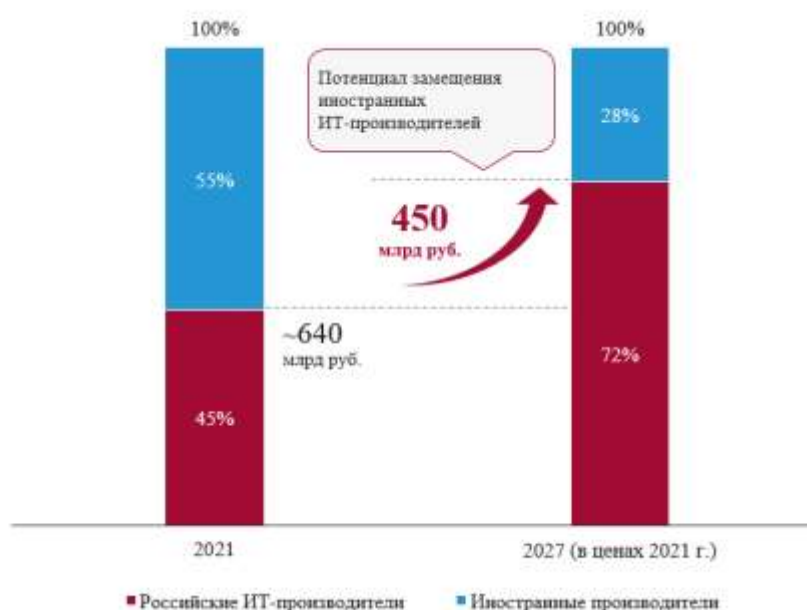 100%
100%
Потенциал замещения
иностранных
ИТ-производителей
28%
55%
450
млрд руб.
~640
млрд руб.
72%
45%
2021
2027 (в ценах 2021 г.)
Российские ИТ-производители
Иностранные производители